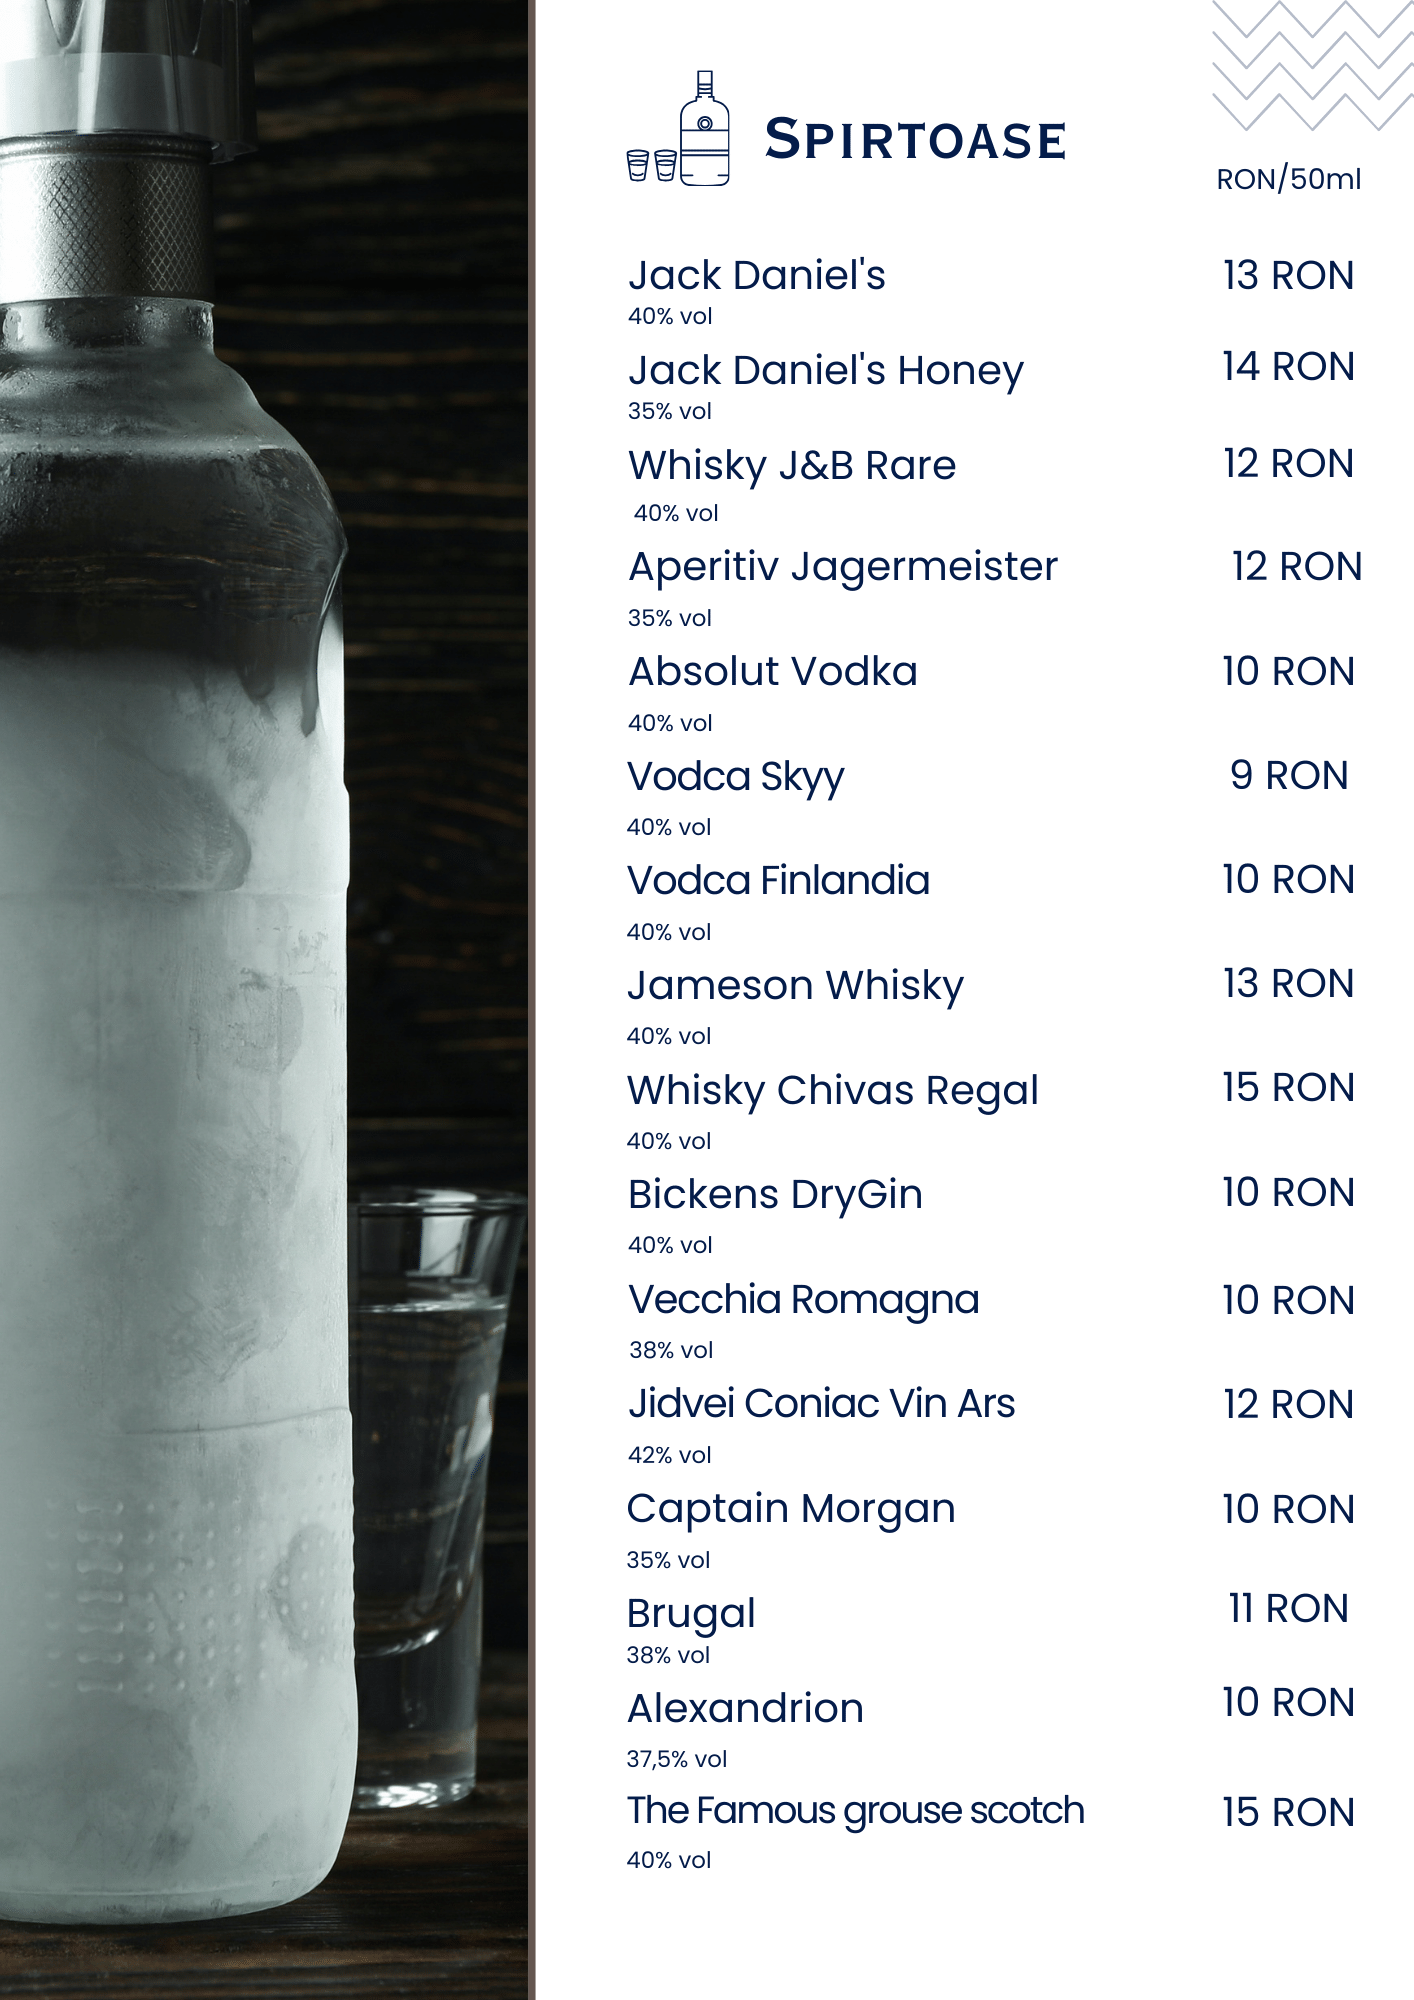 SPIRTOASE
RON/50ml
Jack Daniel's 13 RON
40% vol
Jack Daniel's Honey 14 RON
35% vol
Whisky J&B Rare 12 RON
40% vol
Aperitiv Jagermeister 12 RON
35% vol
Absolut Vodka 10 RON
40% vol
Vodca Skyy 9 RON
40% vol
Vodca Finlandia 10 RON
40% vol
Jameson Whisky 13 RON
40% vol
Whisky Chivas Regal 15 RON
40% vol
Bickens DryGin 10 RON
40% vol
Vecchia Romagna 10 RON
38% vol
Jidvei Coniac Vin Ars 12 RON
42% vol
Captain Morgan 10 RON
35% vol
Brugal 11 RON
38% vol
Alexandrion 10 RON
37,5% vol
The Famous grouse scotch 15 RON
40% vol